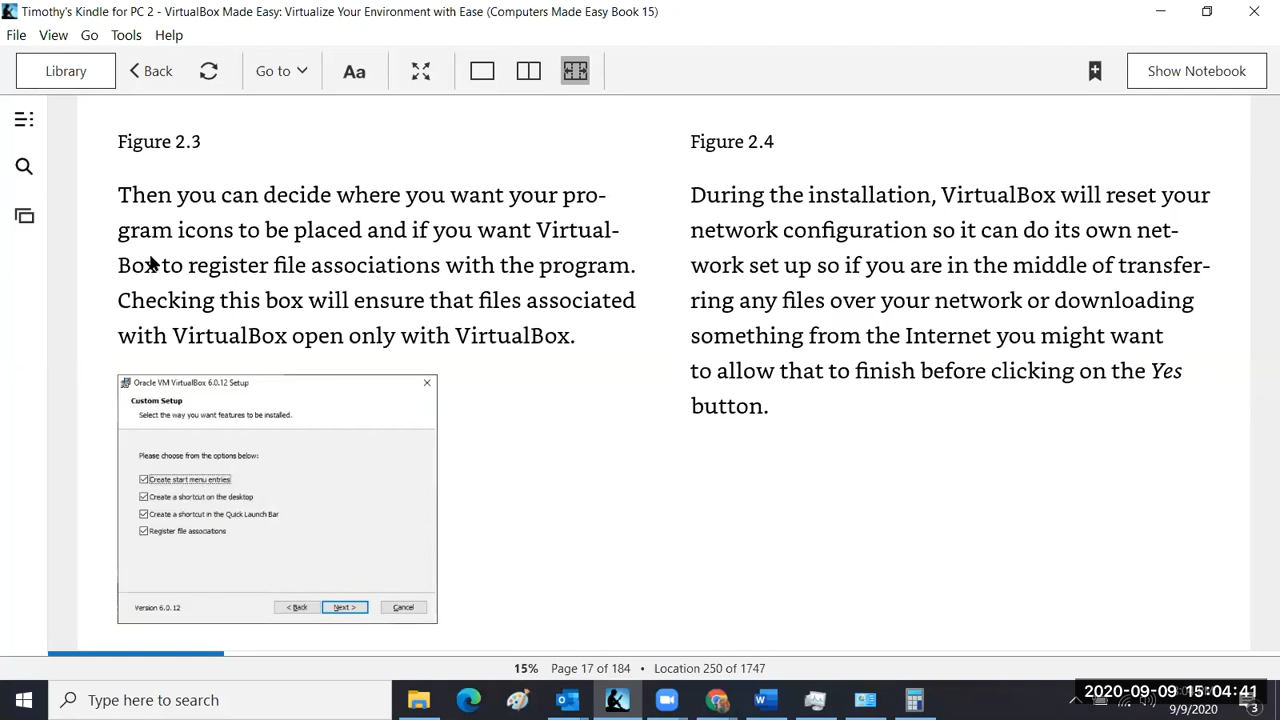 Timothy's Kindle for PC 2 - VirtualBox Made Easy: Virtualize Your Environment with Ease (Computers Made Easy Book 15)
File View Go Tools Help
Library Back Go to Aa Show Notebook
Figure 2.3
Then you can decide where you want your pro-
gram icons to be placed and if you want Virtual-
Box to register file associations with the program.
Checking this box will ensure that files associated
with VirtualBox open only with VirtualBox.
Oracle VM VirtualBox 6.0.12 Setup
Custom Setup
Select the way you want features to be installed.
Please choose from the options below:
Create start menu entries
Create a shortcut on the desktop
Create a shortcut in the Quick Launch Bar
Register file associations
Version 6.0.12
< Back Next > Cancel
Figure 2.4
During the installation, VirtualBox will reset your
network configuration so it can do its own net-
work set up so if you are in the middle of transfer-
ring any files over your network or downloading
something from the Internet you might want
to allow that to finish before clicking on the Yes
button.
15% Page 17 of 184 • Location 250 of 1747
Type here to search
2020-09-09 15:04:41
9/9/2020
3